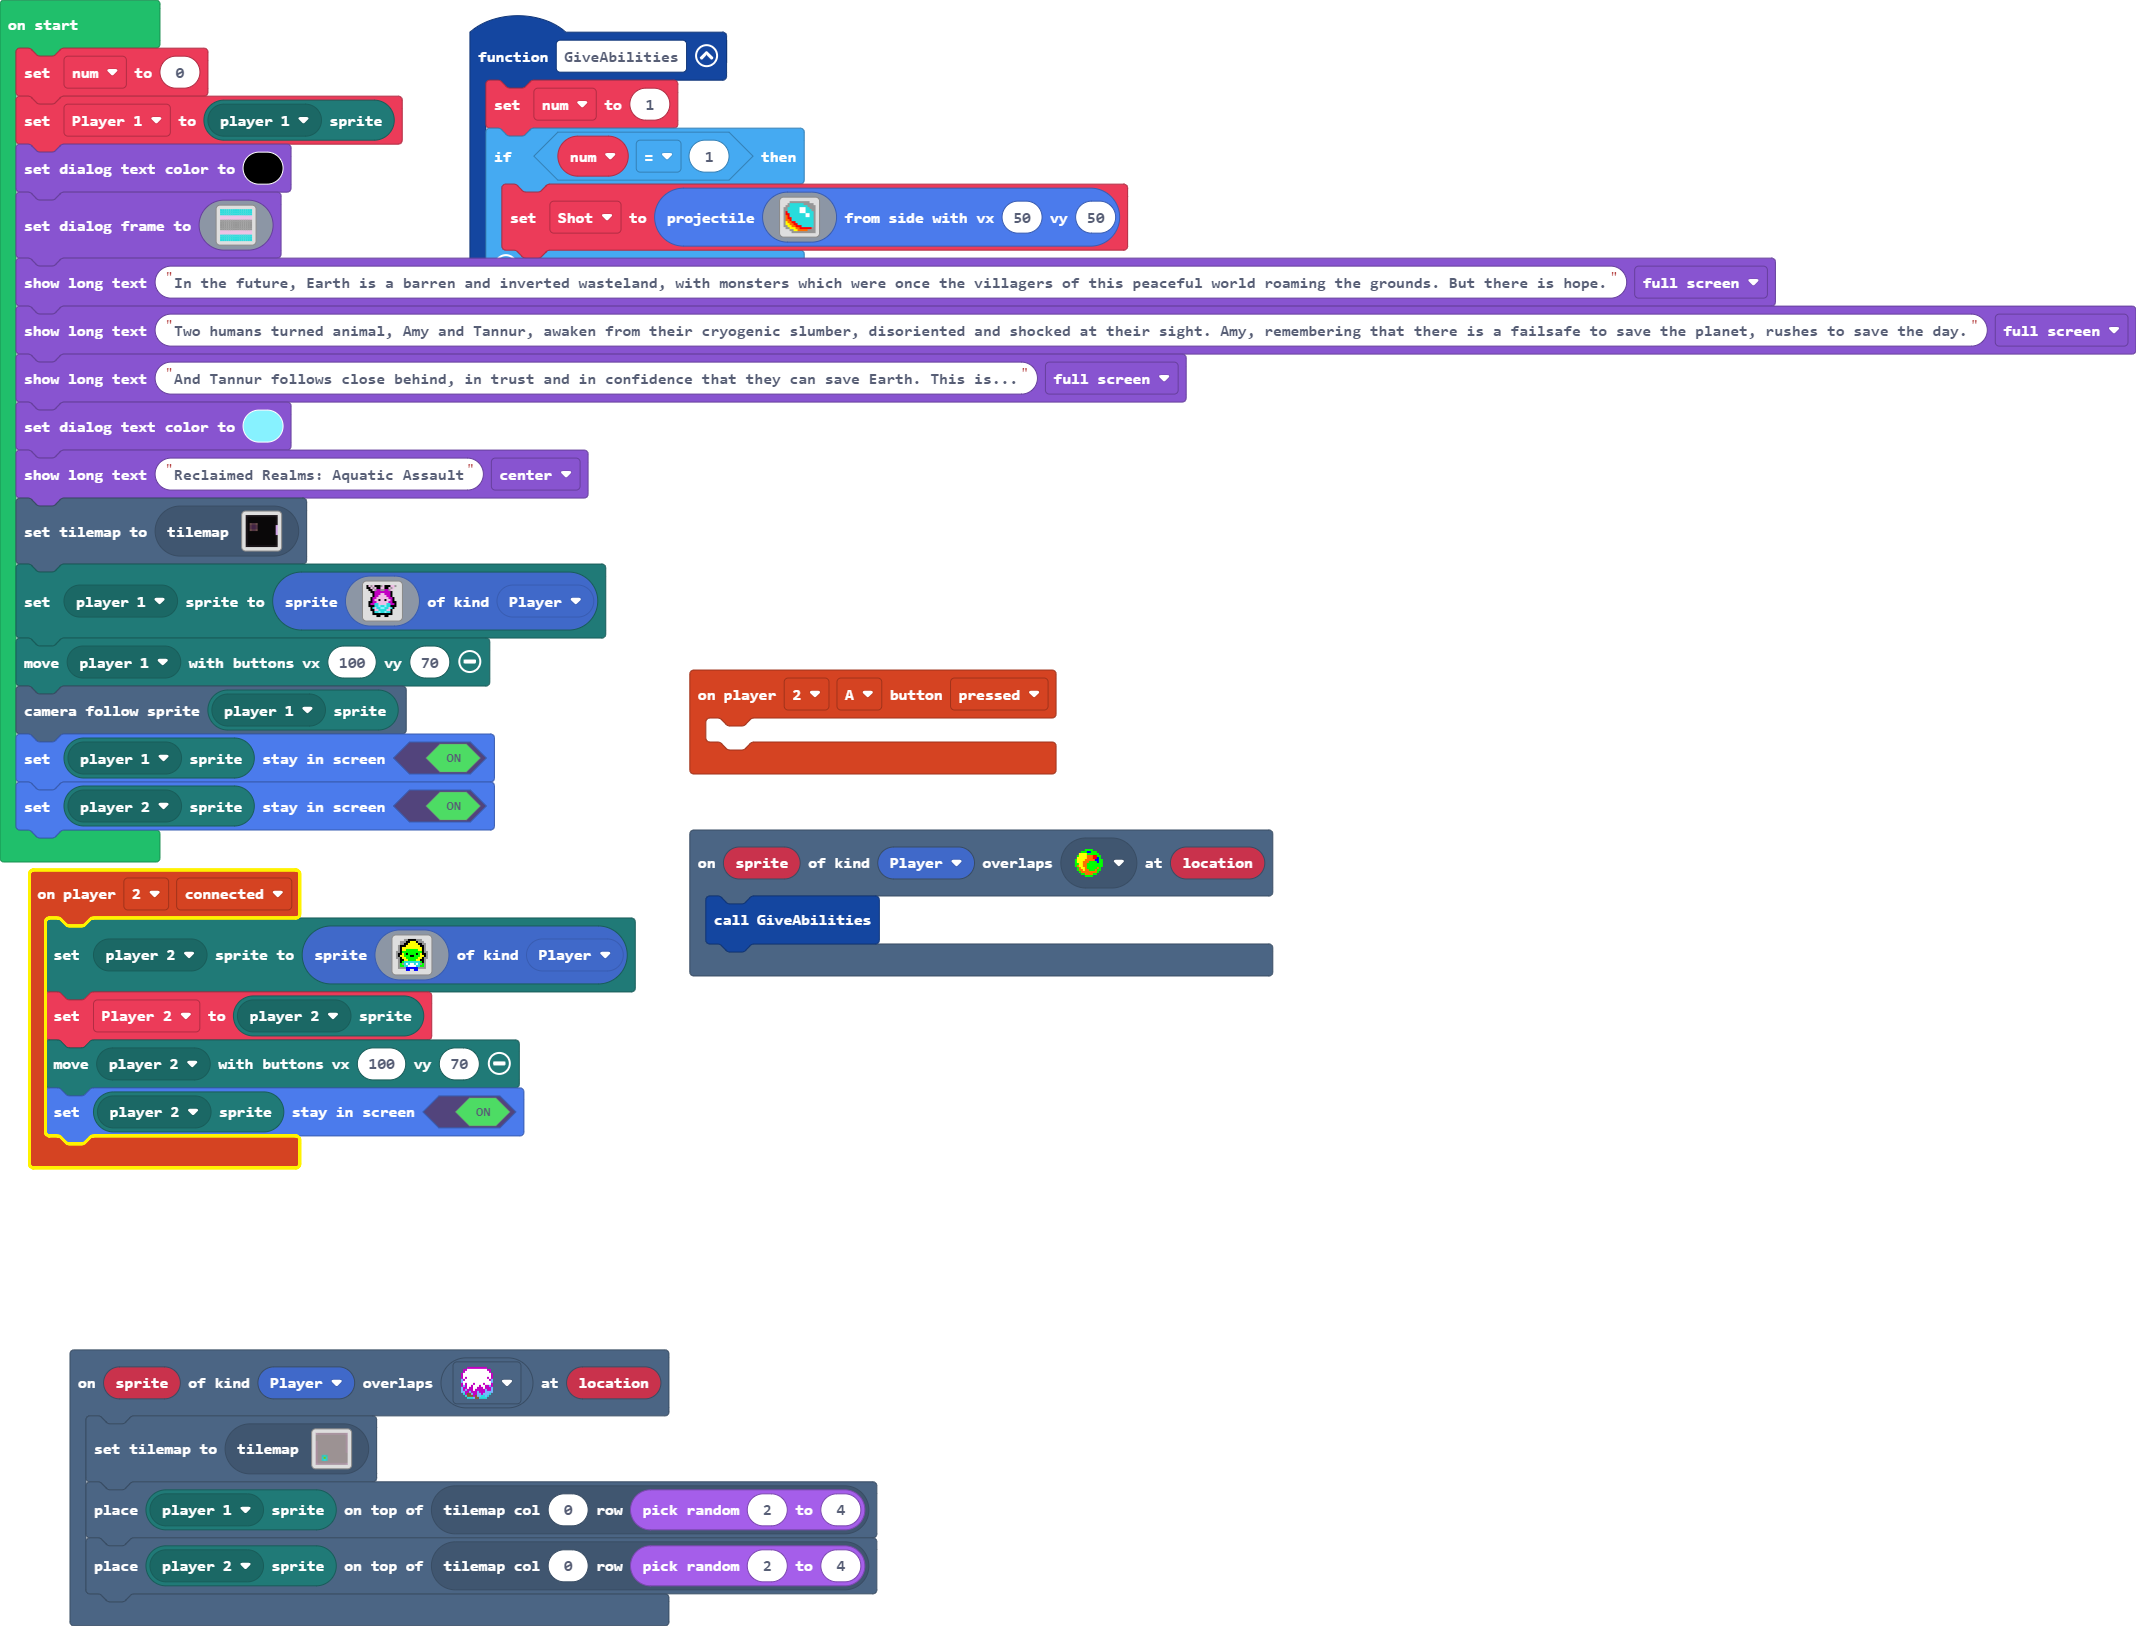 on start
set num to 0
set Player 1 to player 1 sprite
set dialog text color to
set dialog frame to
show long text "In the future, Earth is a barren and inverted wasteland, with monsters which were once the villagers of this peaceful world roaming the grounds. But there is hope." full screen
show long text "Two humans turned animal, Amy and Tannur, awaken from their cryogenic slumber, disoriented and shocked at their sight. Amy, remembering that there is a failsafe to save the planet, rushes to save the day." full screen
show long text "And Tannur follows close behind, in trust and in confidence that they can save Earth. This is..." full screen
set dialog text color to
show long text "Reclaimed Realms: Aquatic Assault" center
set tilemap to tilemap
set player 1 sprite to sprite of kind Player
move player 1 with buttons vx 100 vy 70
camera follow sprite player 1 sprite
set player 1 sprite stay in screen ON
set player 2 sprite stay in screen ON
function GiveAbilities
set num to 1
if num = 1 then
set Shot to projectile from side with vx 50 vy 50
on player 2 A button pressed
on sprite of kind Player overlaps at location
call GiveAbilities
on player 2 connected
set player 2 sprite to sprite of kind Player
set Player 2 to player 2 sprite
move player 2 with buttons vx 100 vy 70
set player 2 sprite stay in screen ON
on sprite of kind Player overlaps at location
set tilemap to tilemap
place player 1 sprite on top of tilemap col 0 row pick random 2 to 4
place player 2 sprite on top of tilemap col 0 row pick random 2 to 4